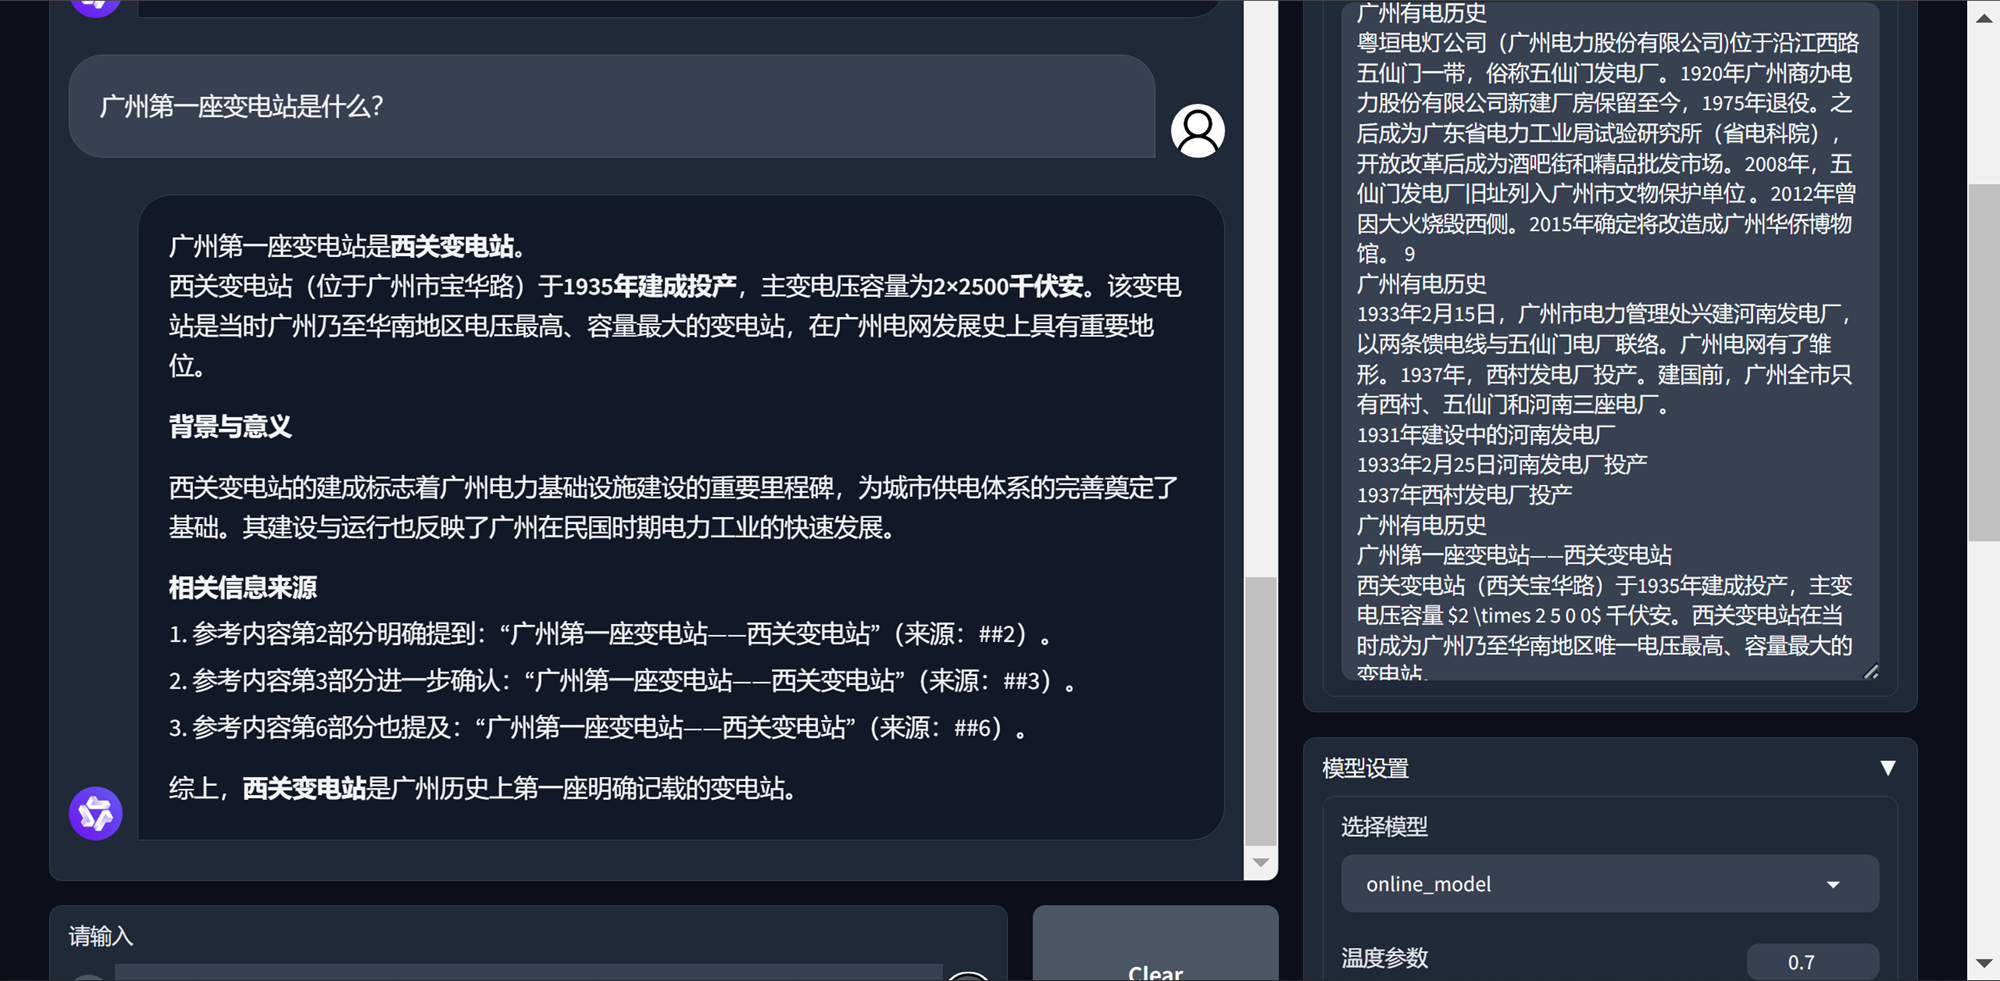 广州第一座变电站是什么?
广州第一座变电站是西关变电站。
西关变电站（位于广州市宝华路）于1935年建成投产，主变电压容量为2×2500千伏安。该变电
站是当时广州乃至华南地区电压最高、容量最大的变电站，在广州电网发展史上具有重要地
位。
背景与意义
西关变电站的建成标志着广州电力基础设施建设的重要里程碑，为城市供电体系的完善奠定了
基础。其建设与运行也反映了广州在民国时期电力工业的快速发展。
相关信息来源
1. 参考内容第2部分明确提到：“广州第一座变电站——西关变电站”（来源：##2）。
2. 参考内容第3部分进一步确认：“广州第一座变电站——西关变电站”（来源：##3）。
3. 参考内容第6部分也提及：“广州第一座变电站——西关变电站”（来源：##6）。
综上，西关变电站是广州历史上第一座明确记载的变电站。
请输入
Clear
广州有电历史
粤垣电灯公司（广州电力股份有限公司)位于沿江西路
五仙门一带，俗称五仙门发电厂。1920年广州商办电
力股份有限公司新建厂房保留至今，1975年退役。之
后成为广东省电力工业局试验研究所（省电科院），
开放改革后成为酒吧街和精品批发市场。2008年，五
仙门发电厂旧址列入广州市文物保护单位 。2012年曾
因大火烧毁西侧。2015年确定将改造成广州华侨博物
馆。 9
广州有电历史
1933年2月15日，广州市电力管理处兴建河南发电厂，
以两条馈电线与五仙门电厂联络。广州电网有了雏
形。1937年，西村发电厂投产。建国前，广州全市只
有西村、五仙门和河南三座电厂。
1931年建设中的河南发电厂
1933年2月25日河南发电厂投产
1937年西村发电厂投产
广州有电历史
广州第一座变电站——西关变电站
西关变电站（西关宝华路）于1935年建成投产，主变
电压容量 $2 \times 2 5 0 0$ 千伏安。西关变电站在当
时成为广州乃至华南地区唯一电压最高、容量最大的
变电站。
模型设置
选择模型
online_model
温度参数
0.7